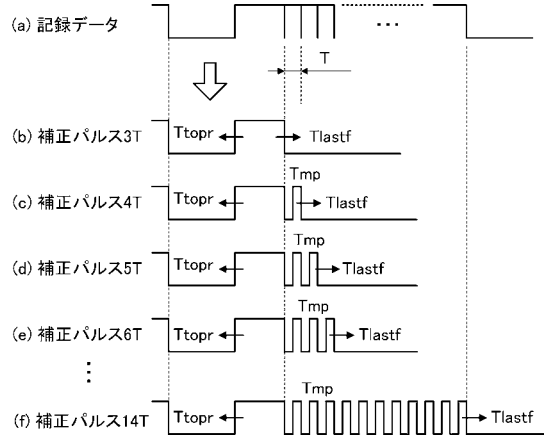 (a) 記録データ
T
(b) 補正パルス3T
Ttopr
Tlastf
(c) 補正パルス4T
Ttopr
Tmp
Tlastf
(d) 補正パルス5T
Ttopr
Tmp
Tlastf
(e) 補正パルス6T
Ttopr
Tmp
Tlastf
(f) 補正パルス14T
Ttopr
Tmp
Tlastf